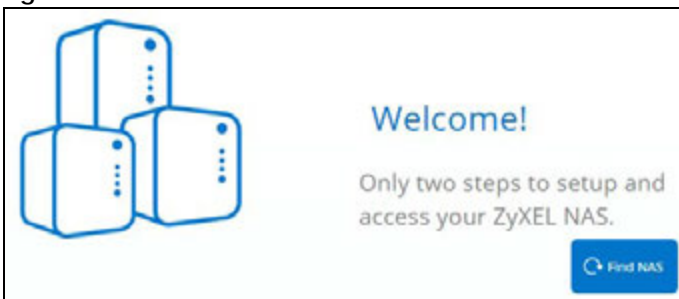 Welcome!
Only two steps to setup and
access your ZyXEL NAS.
Find NAS